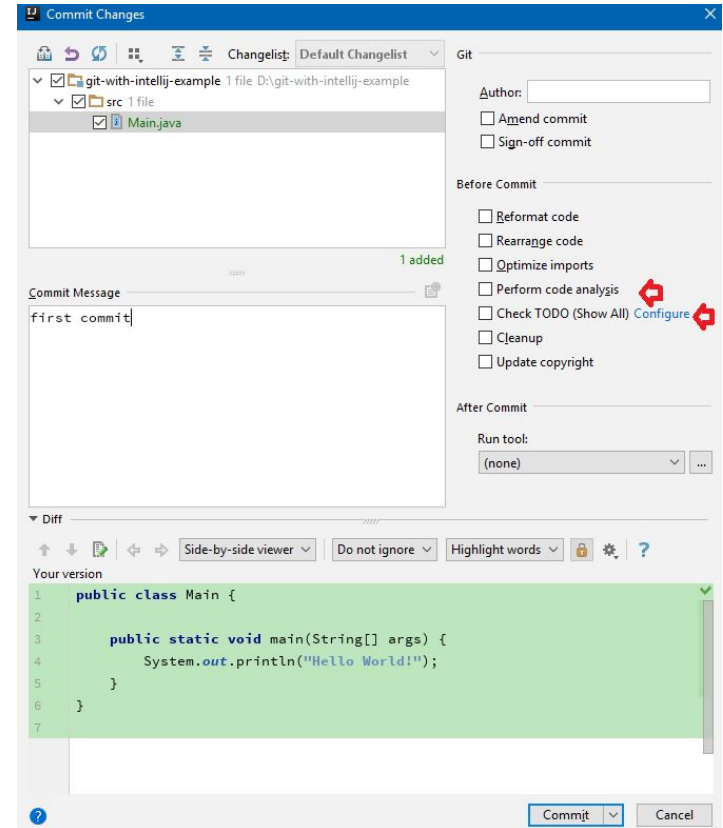 Commit Changes
Changelist: Default Changelist
git-with-intellij-example 1 file D:\git-with-intellij-example
src 1 file
Main.java
1 added
Commit Message
first commit
Git
Author:
Amend commit
Sign-off commit
Before Commit
Reformat code
Rearrange code
Optimize imports
Perform code analysis
Check TODO (Show All) Configure
Cleanup
Update copyright
After Commit
Run tool:
(none) ...
Diff
Side-by-side viewer Do not ignore Highlight words ?
Your version
1 public class Main {
2
3 public static void main(String[] args) {
4 System.out.println("Hello World!");
5 }
6 }
7
? Commit Cancel